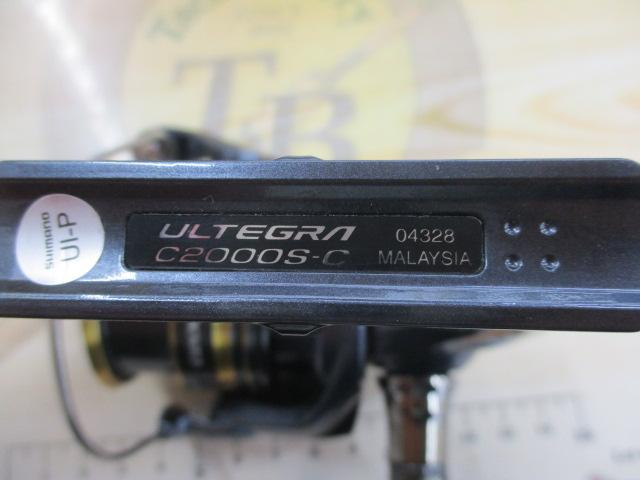 T&B
SHIMANO
UI-P
ULTEGRA
C2000S-C
04328
MALAYSIA